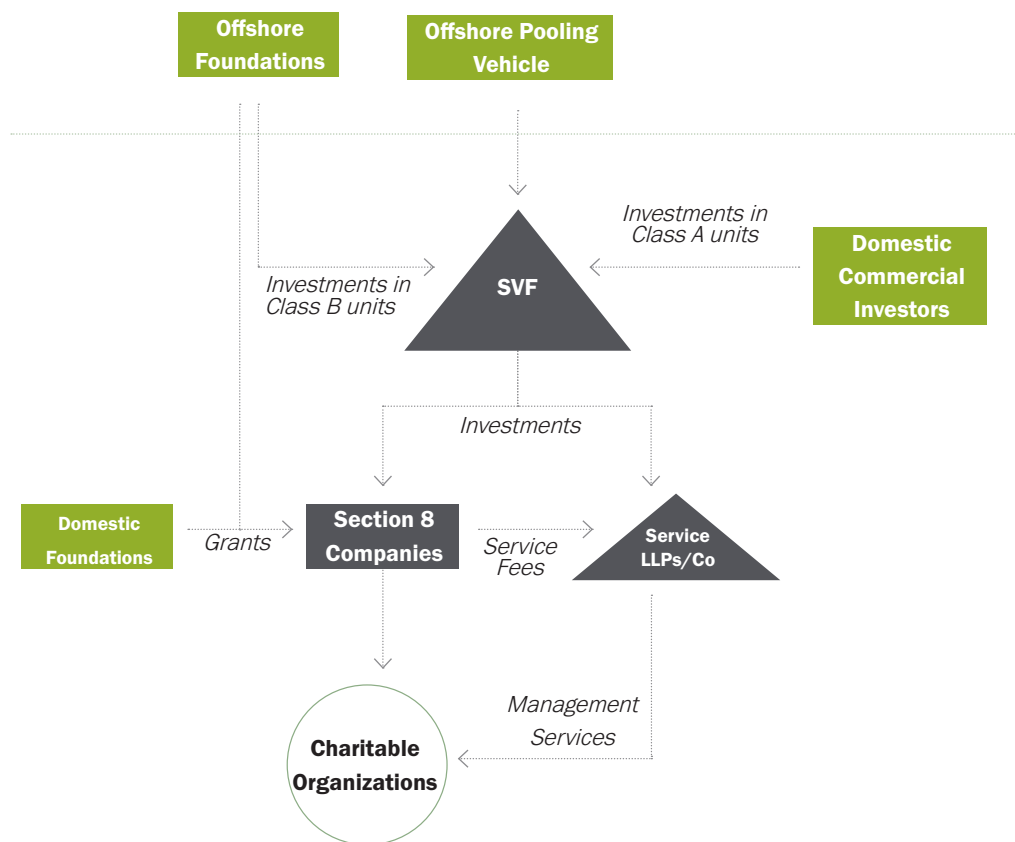 Offshore
Foundations
Offshore Pooling
Vehicle
Investments in
Class A units
Domestic
Commercial
Investors
Investments in
Class B units
SVF
Investments
Domestic
Foundations
Grants
Section 8
Companies
Service
Fees
Service
LLPs/Co
Management
Services
Charitable
Organizations